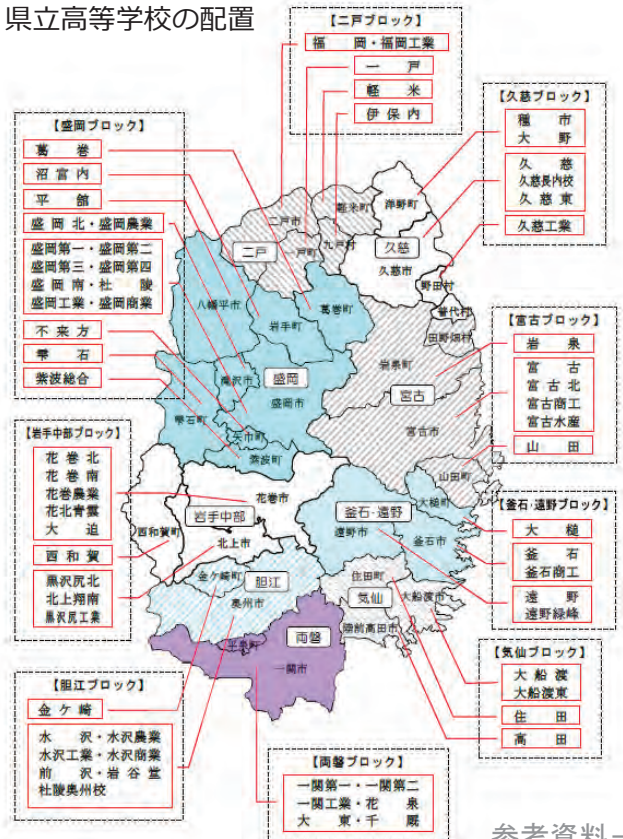 県立高等学校の配置
【二戸ブロック】
福 岡・福岡工業
一 戸
軽 米
伊保内
【久慈ブロック】
種 市
大 野
久 慈
久慈長内校
久 慈 東
久慈工業
【盛岡ブロック】
葛 巻
沼宮内
平 舘
盛岡北・盛岡農業
盛岡第一・盛岡第二
盛岡第三・盛岡第四
盛岡南・杜 陵
盛岡工業・盛岡商業
不来方
雫 石
紫波総合
【宮古ブロック】
岩 泉
宮 古
宮古北
宮古商工
宮古水産
山 田
【岩手中部ブロック】
花巻北
花巻南
花巻農業
花北青雲
大 迫
西和賀
黒沢尻北
北上翔南
黒沢尻工業
【釜石・遠野ブロック】
大 槌
釜 石
釜石商工
遠 野
遠野緑峰
【気仙ブロック】
大船渡
大船渡東
住 田
高 田
【胆江ブロック】
金ケ崎
水 沢・水沢農業
水沢工業・水沢商業
前 沢・岩谷堂
杜陵奥州校
【両磐ブロック】
一関第一・一関第二
一関工業・花 泉
大 東・千 厩
二戸市
軽米町
洋野町
二戸
一戸町
九戸村
久慈
久慈市
野田村
普代村
田野畑村
八幡平市
岩手町
葛巻町
岩泉町
滝沢市
盛岡
盛岡市
宮古
宮古市
雫石町
矢巾町
紫波町
山田町
大槌町
花巻市
岩手中部
西和賀町
北上市
釜石・遠野
遠野市
釜石市
金ケ崎町
胆江
奥州市
住田町
気仙
大船渡市
陸前高田市
平泉町
両磐
一関市
参考資料